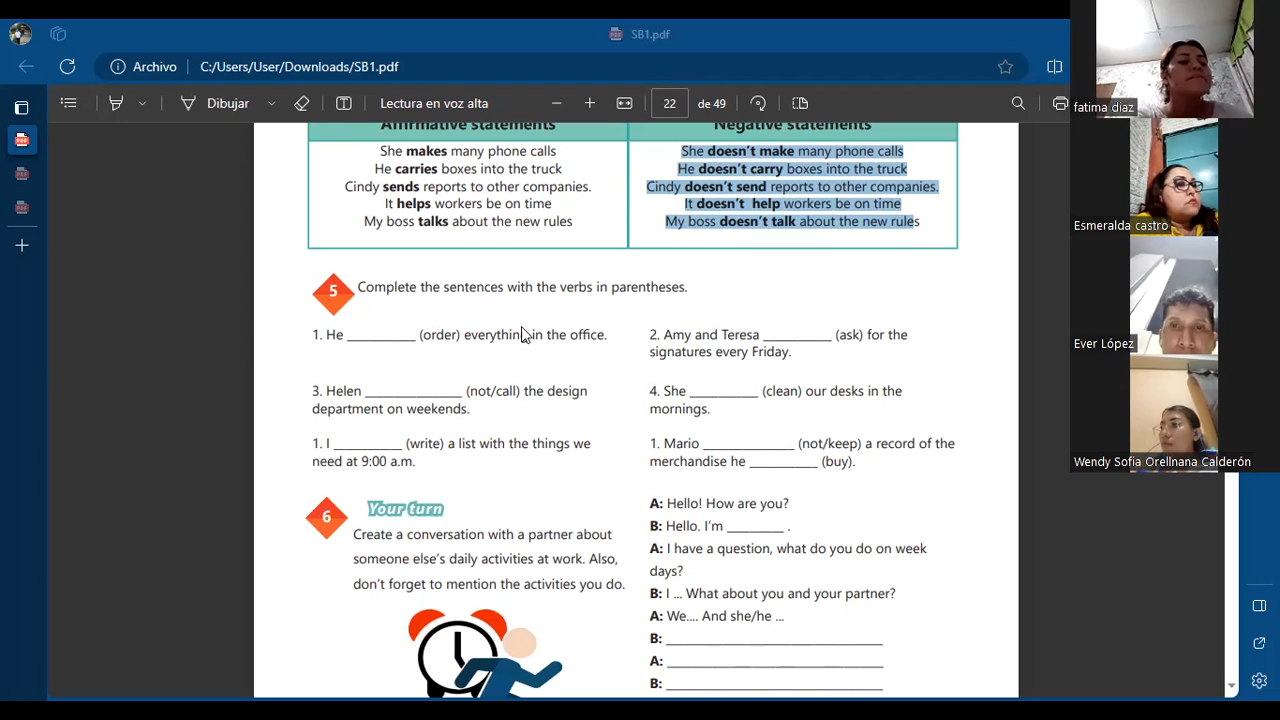 SB1.pdf
Archivo
C:/Users/User/Downloads/SB1.pdf
Dibujar
Lectura en voz alta
22
de 49
Affirmative statements
Negative statements
She makes many phone calls
He carries boxes into the truck
Cindy sends reports to other companies.
It helps workers be on time
My boss talks about the new rules
She doesn't make many phone calls
He doesn't carry boxes into the truck
Cindy doesn't send reports to other companies.
It doesn't help workers be on time
My boss doesn't talk about the new rules
5
Complete the sentences with the verbs in parentheses.
1. He __________ (order) everything in the office.
2. Amy and Teresa __________ (ask) for the
signatures every Friday.
3. Helen ______________ (not/call) the design
department on weekends.
4. She __________ (clean) our desks in the
mornings.
1. I __________ (write) a list with the things we
need at 9:00 a.m.
1. Mario _____________ (not/keep) a record of the
merchandise he __________ (buy).
6
Your turn
Create a conversation with a partner about
someone else's daily activities at work. Also,
don't forget to mention the activities you do.
A: Hello! How are you?
B: Hello. I'm ________ .
A: I have a question, what do you do on week
days?
B: I ... What about you and your partner?
A: We.... And she/he ...
B: ________________________________
A: ________________________________
B: ________________________________
fatima díaz
Esmeralda castro
Ever López
Wendy Sofia Orellnana Calderón